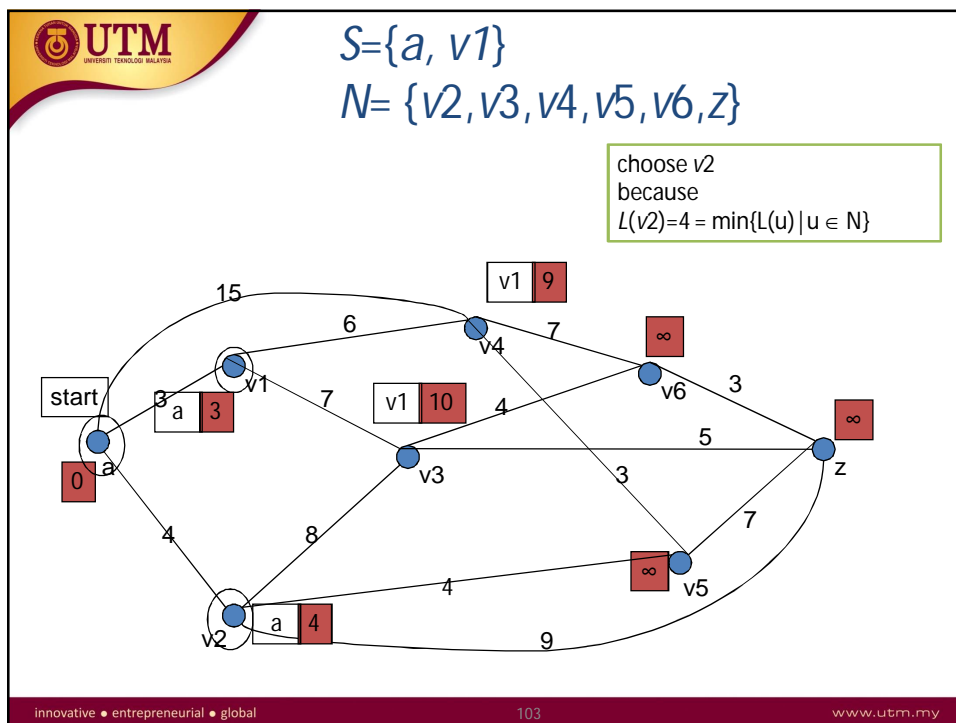 UTM
UNIVERSITI TEKNOLOGI MALAYSIA
S={a, v1}
N= {v2,v3,v4,v5,v6,z}
choose v2
because
L(v2)=4 = min{L(u)|u ∈ N}
v1 9
15
6
7
v4
∞
v1
v6
3
start
3
a 3
7
v1 10
4
∞
a
0
v3
5
z
3
4
8
7
∞
v5
4
v2
a 4
9
innovative ● entrepreneurial ● global
103
www.utm.my